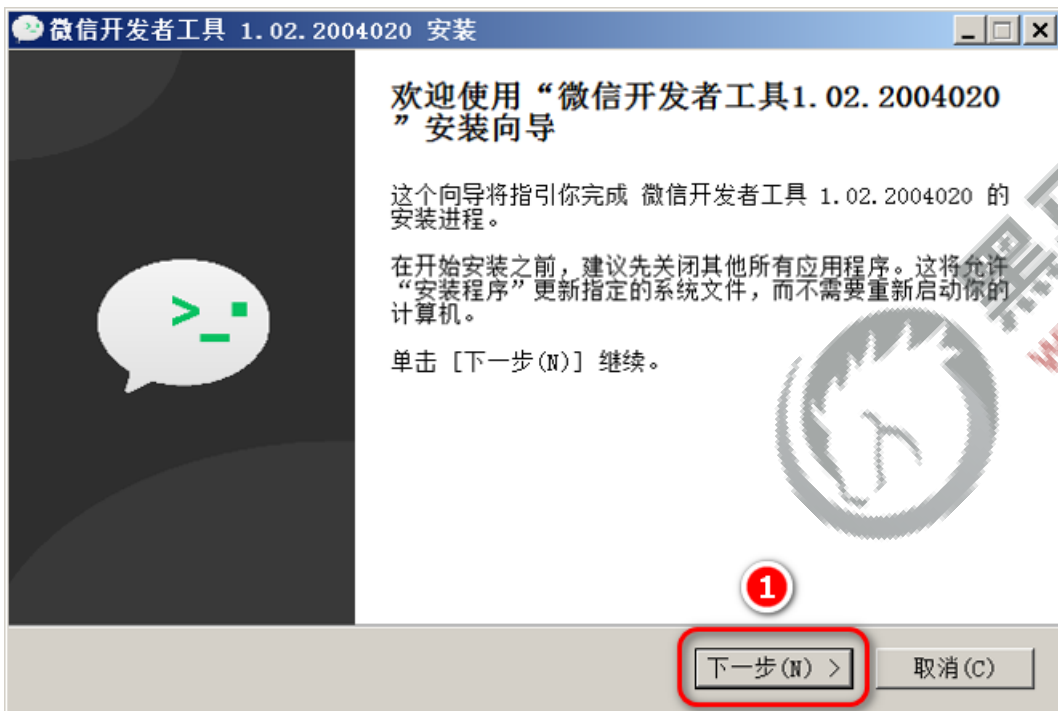 微信开发者工具 1.02.2004020 安装
欢迎使用“微信开发者工具1.02.2004020
”安装向导
这个向导将指引你完成 微信开发者工具 1.02.2004020 的
安装进程。
在开始安装之前，建议先关闭其他所有应用程序。这将允许
“安装程序”更新指定的系统文件，而不需要重新启动你的
计算机。
单击 [下一步(N)] 继续。
>_
1
下一步(N) >
取消(C)
黑